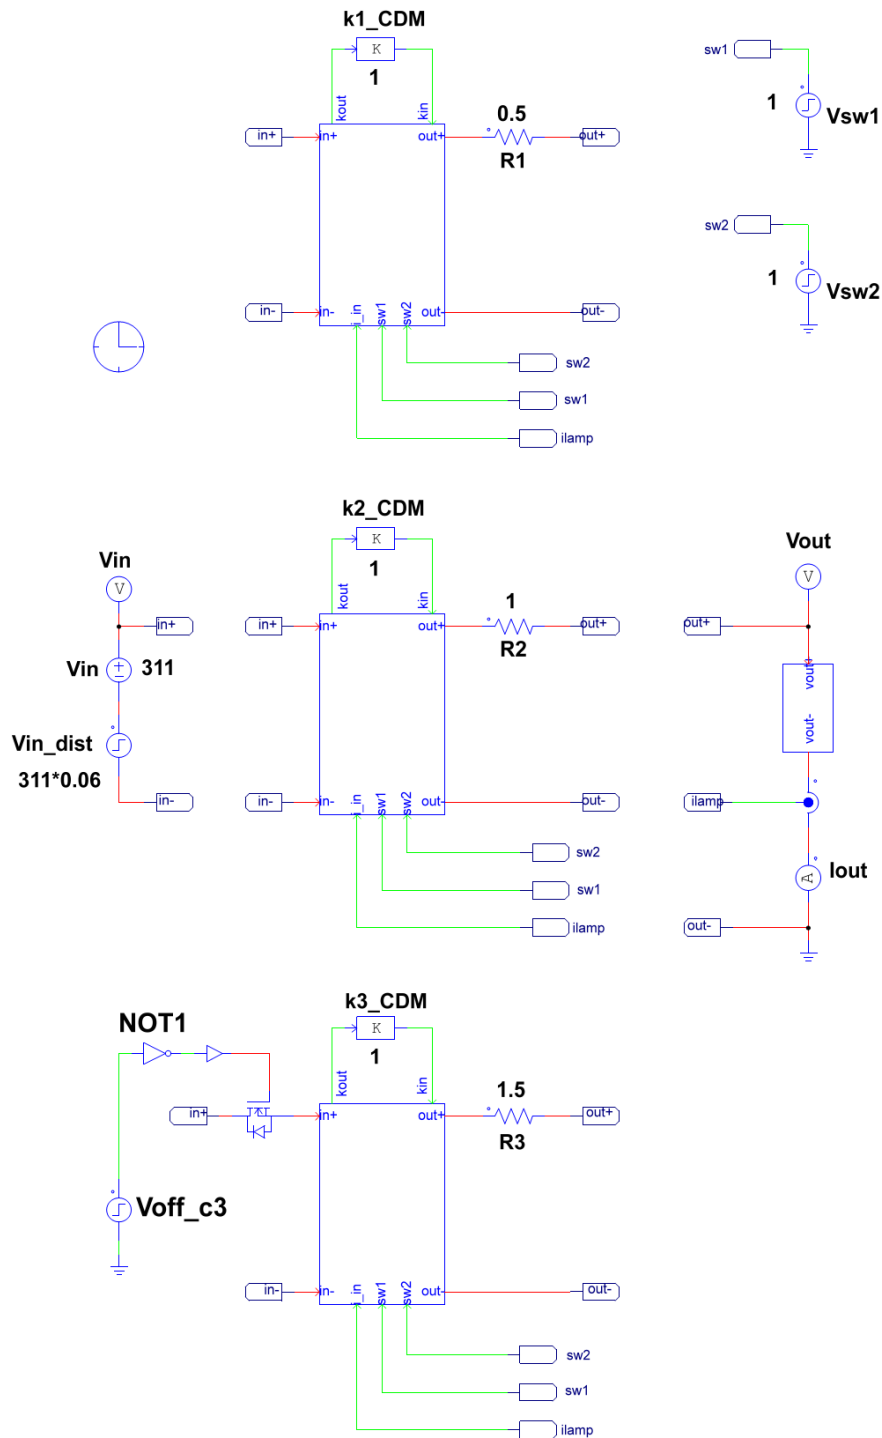 k1_CDM
K
1
kout
kin
in+
in+
out+
0.5
R1
out+
in-
in-
i_in
sw1
sw2
out-
out-
sw2
sw1
ilamp
sw1
1
Vsw1
sw2
1
Vsw2
k2_CDM
K
1
kout
kin
Vin
V
in+
Vin
311
Vin_dist
311*0.06
in-
in+
in+
out+
1
R2
out+
in-
in-
i_in
sw1
sw2
out-
out-
sw2
sw1
ilamp
Vout
V
out+
vout+
vout-
ilamp
A
Iout
out-
k3_CDM
K
1
kout
kin
NOT1
in+
in+
out+
1.5
R3
out+
Voff_c3
in-
in-
i_in
sw1
sw2
out-
out-
sw2
sw1
ilamp